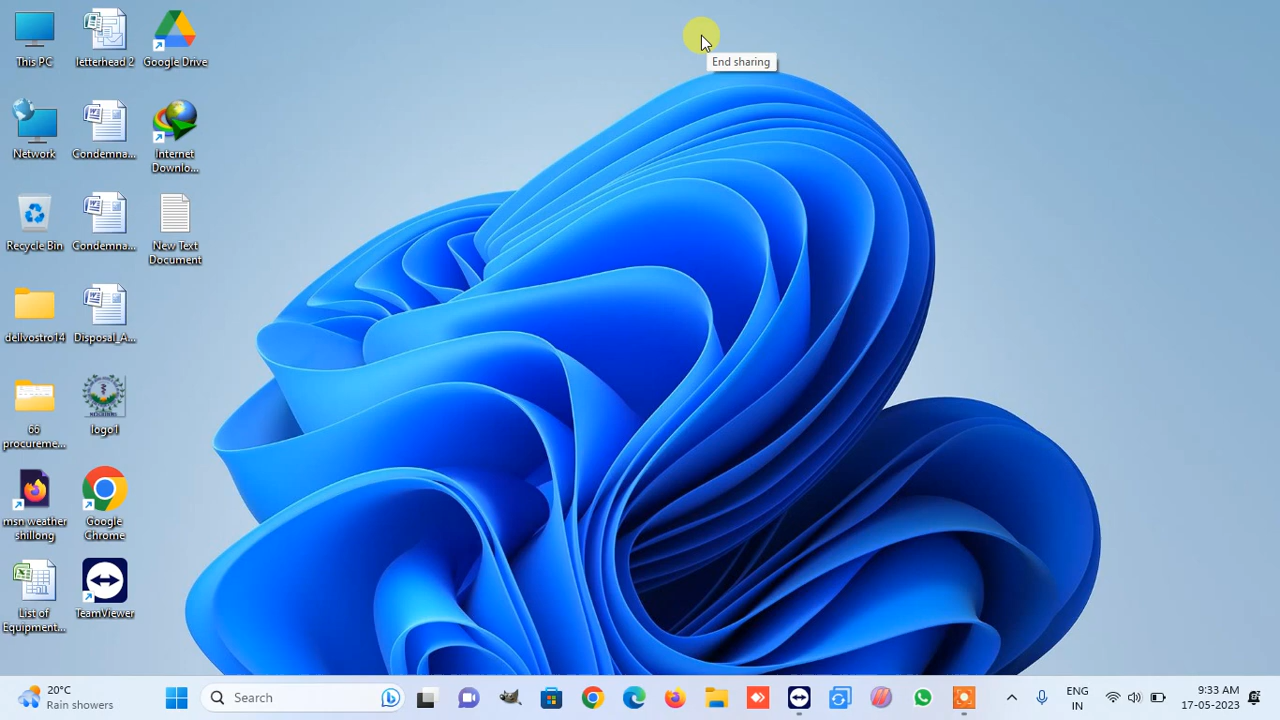 This PC
letterhead 2
Google Drive
End sharing
Network
Condemna...
Internet
Downlo...
Recycle Bin
Condemna...
New Text
Document
delivostro14
Disposal_A...
66
procureme...
logo1
msn weather
shillong
Google
Chrome
List of
Equipment...
TeamViewer
20°C
Rain showers
Search
ENG
IN
9:33 AM
17-05-2023